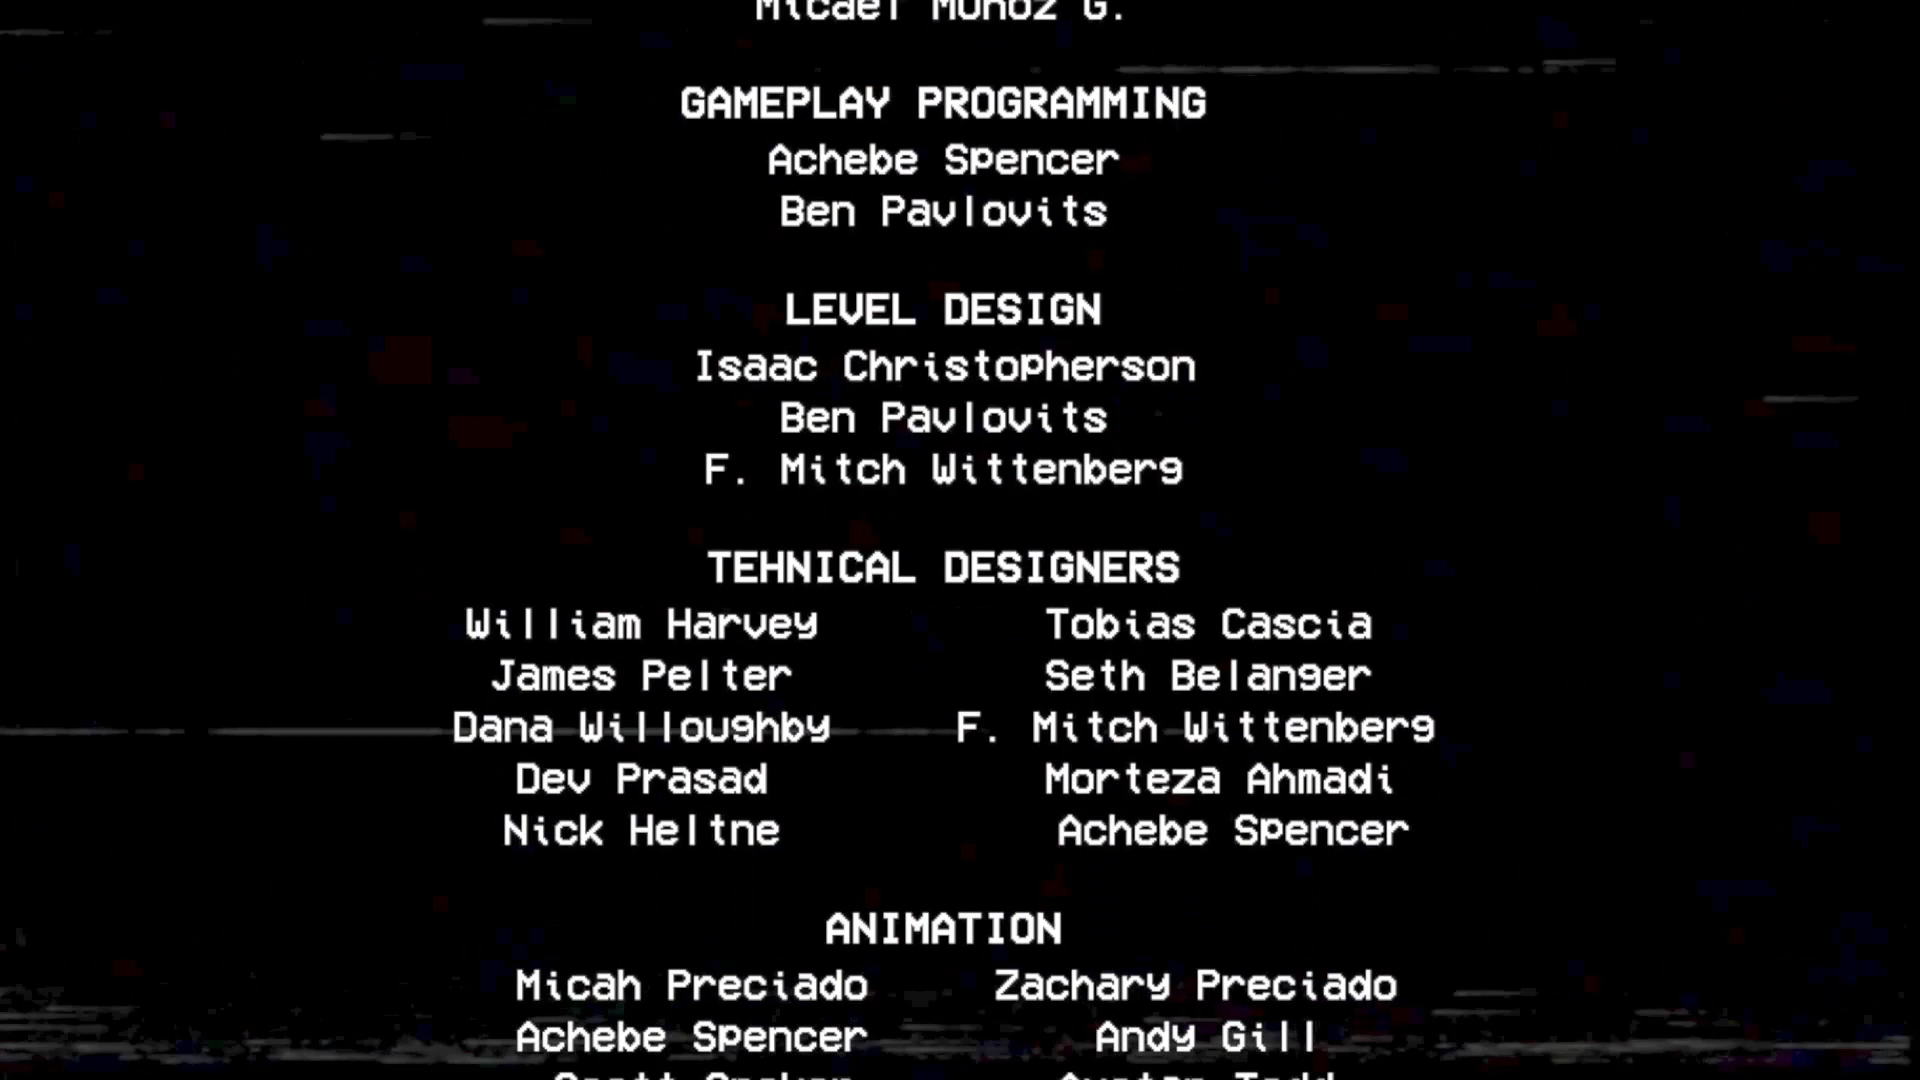 Micael Muñoz G.
GAMEPLAY PROGRAMMING
Achebe Spencer
Ben Pavlovits
LEVEL DESIGN
Isaac Christopherson
Ben Pavlovits
F. Mitch Wittenberg
TEHNICAL DESIGNERS
William Harvey Tobias Cascia
James Pelter Seth Belanger
Dana Willoughby F. Mitch Wittenberg
Dev Prasad Morteza Ahmadi
Nick Heltne Achebe Spencer
ANIMATION
Micah Preciado Zachary Preciado
Achebe Spencer Andy Gill